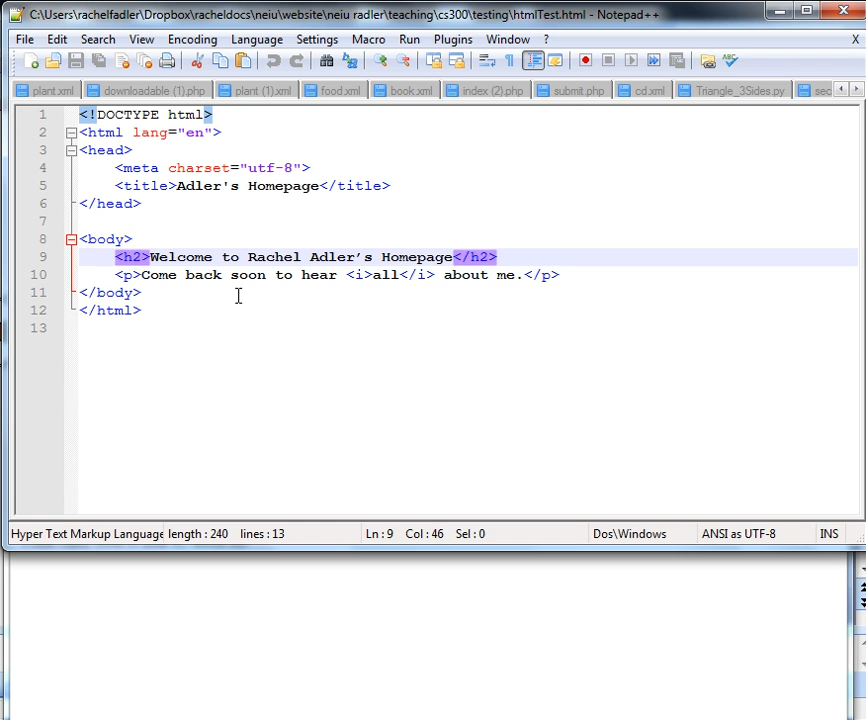 C:\Users\rachelfadler\Dropbox\racheldocs\neiu\website\neiu radler\teaching\cs300\testing\htmlTest.html - Notepad++
File Edit Search View Encoding Language Settings Macro Run Plugins Window ? X
plant.xml downloadable (1).php plant (1).xml food.xml book.xml index (2).php submit.php cd.xml Triangle_3Sides.py sec
1 <!DOCTYPE html>
2 <html lang="en">
3 <head>
4 <meta charset="utf-8">
5 <title>Adler's Homepage</title>
6 </head>
7
8 <body>
9 <h2>Welcome to Rachel Adler’s Homepage</h2>
10 <p>Come back soon to hear <i>all</i> about me.</p>
11 </body>
12 </html>
13
Hyper Text Markup Language length : 240 lines : 13 Ln : 9 Col : 46 Sel : 0 Dos\Windows ANSI as UTF-8 INS